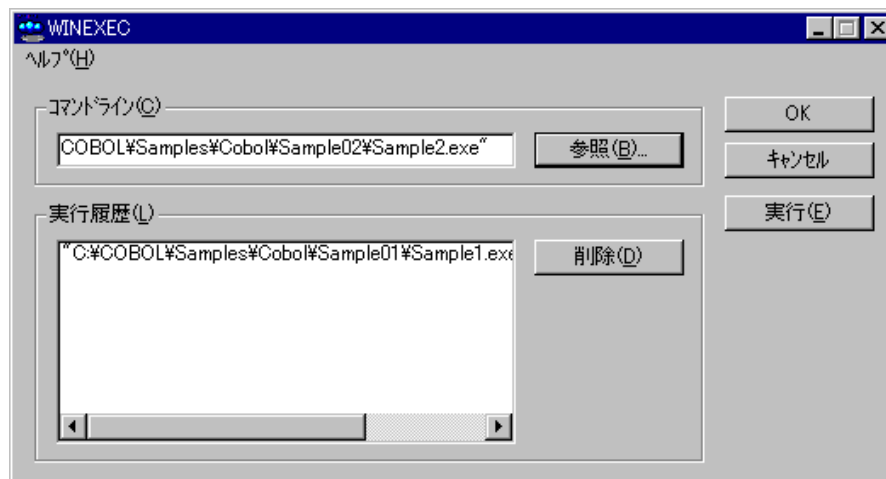 WINEXEC
ﾍﾙﾌﾟ(H)
ｺﾏﾝﾄﾞﾗｲﾝ(C)
COBOL¥Samples¥Cobol¥Sample02¥Sample2.exe"
参照(B)...
OK
ｷｬﾝｾﾙ
実行履歴(L)
実行(E)
"C:¥COBOL¥Samples¥Cobol¥Sample01¥Sample1.exe
削除(D)